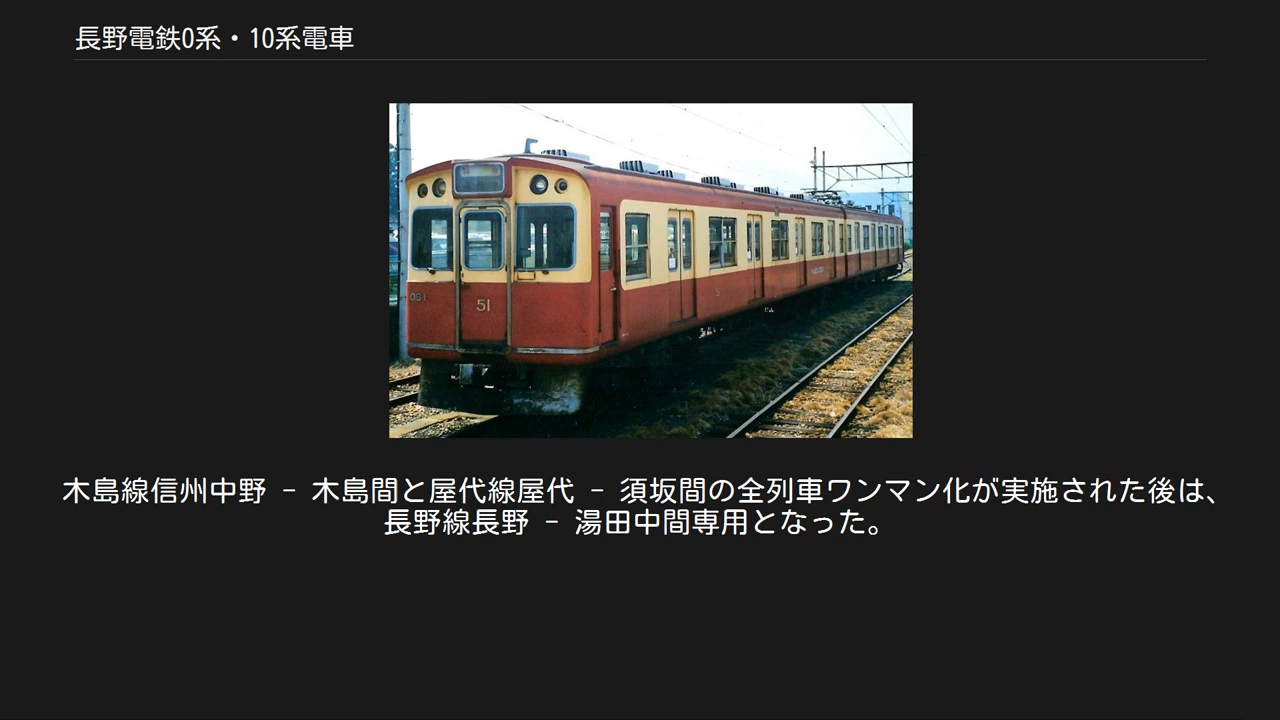 長野電鉄0系・10系電車
51
木島線信州中野 － 木島間と屋代線屋代 － 須坂間の全列車ワンマン化が実施された後は、
長野線長野 － 湯田中間専用となった。